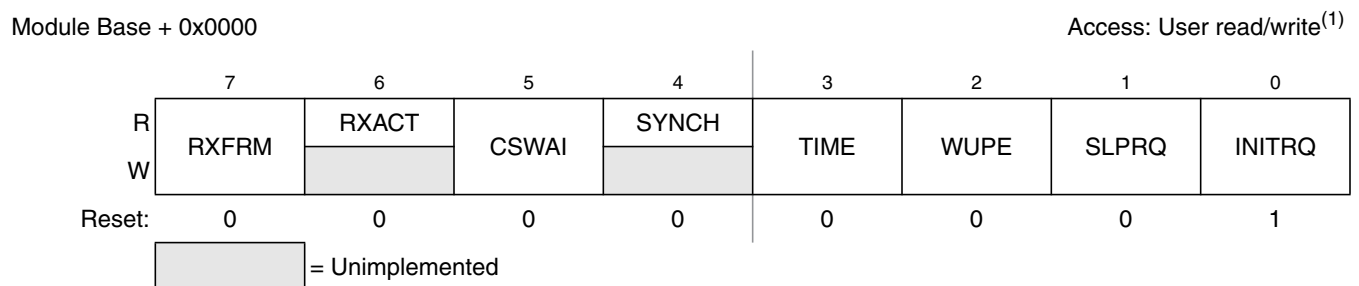 Module Base + 0x0000 Access: User read/write(1)
7 6 5 4 3 2 1 0
R RXFRM RXACT CSWAI SYNCH TIME WUPE SLPRQ INITRQ
W
Reset: 0 0 0 0 0 0 0 1
= Unimplemented